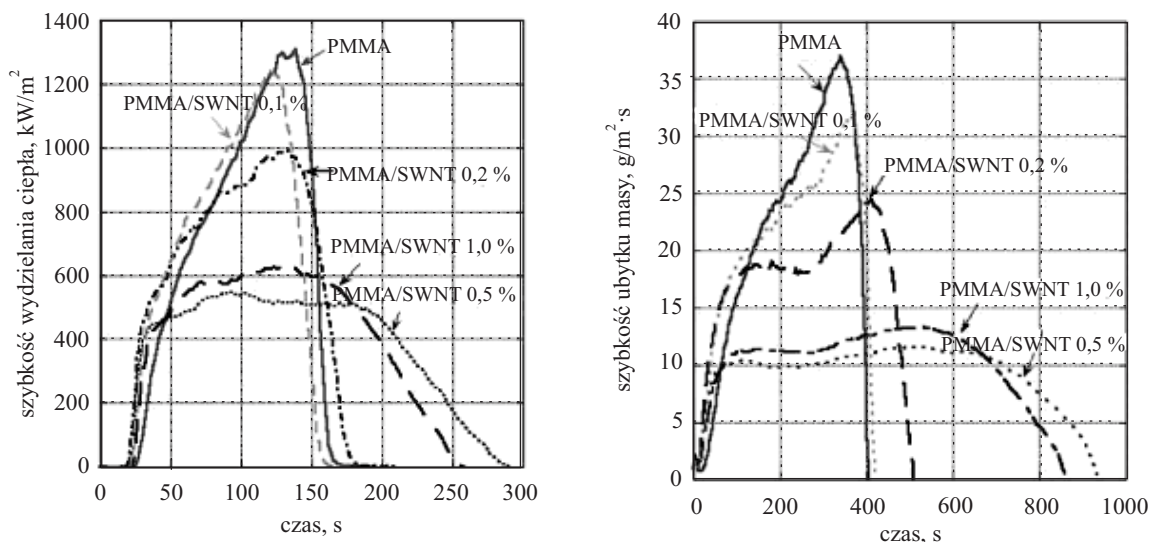 szybkość wydzielania ciepła, kW/m²
1400
1200
1000
800
600
400
200
0
PMMA
PMMA/SWNT 0,1 %
PMMA/SWNT 0,2 %
PMMA/SWNT 1,0 %
PMMA/SWNT 0,5 %
0 50 100 150 200 250 300
czas, s
szybkość ubytku masy, g/m²·s
40
35
30
25
20
15
10
5
0
PMMA
PMMA/SWNT 0,1 %
PMMA/SWNT 0,2 %
PMMA/SWNT 1,0 %
PMMA/SWNT 0,5 %
0 200 400 600 800 1000
czas, s